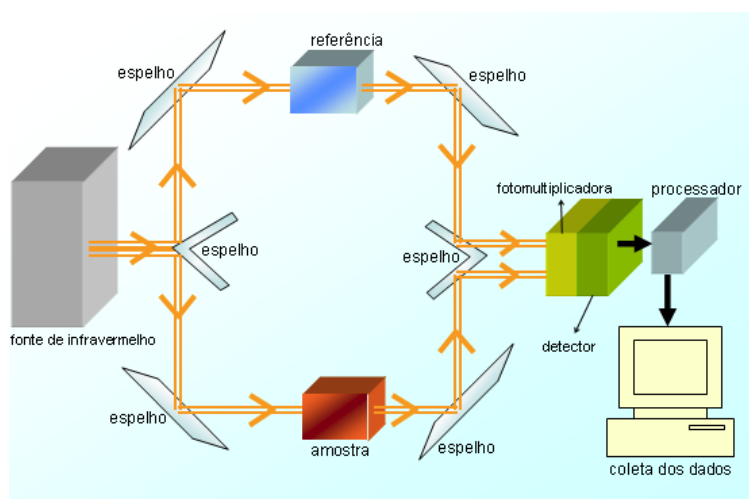 referência
espelho
espelho
fotomultiplicadora
processador
espelho
espelho
fonte de infravermelho
detector
espelho
amostra
espelho
coleta dos dados